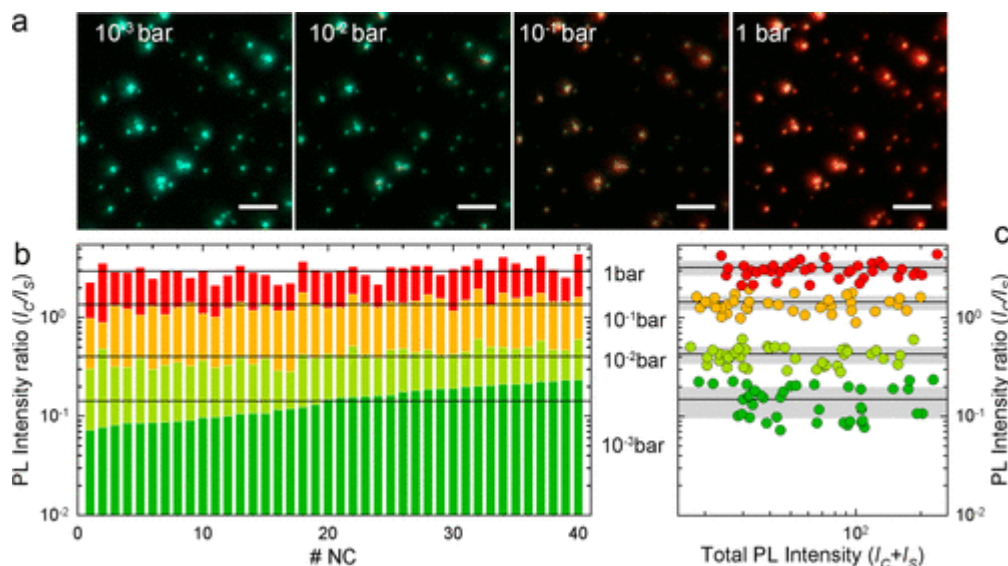 a
10⁻³ bar
10⁻² bar
10⁻¹ bar
1 bar
b
c
PL Intensity ratio (I_C/I_S)
10⁰
10⁻¹
10⁻²
0
10
20
30
40
# NC
1bar
10⁻¹bar
10⁻²bar
10⁻³bar
10⁰
10⁻¹
10⁻²
PL Intensity ratio (I_C/I_S)
10²
Total PL Intensity (I_C+I_S)